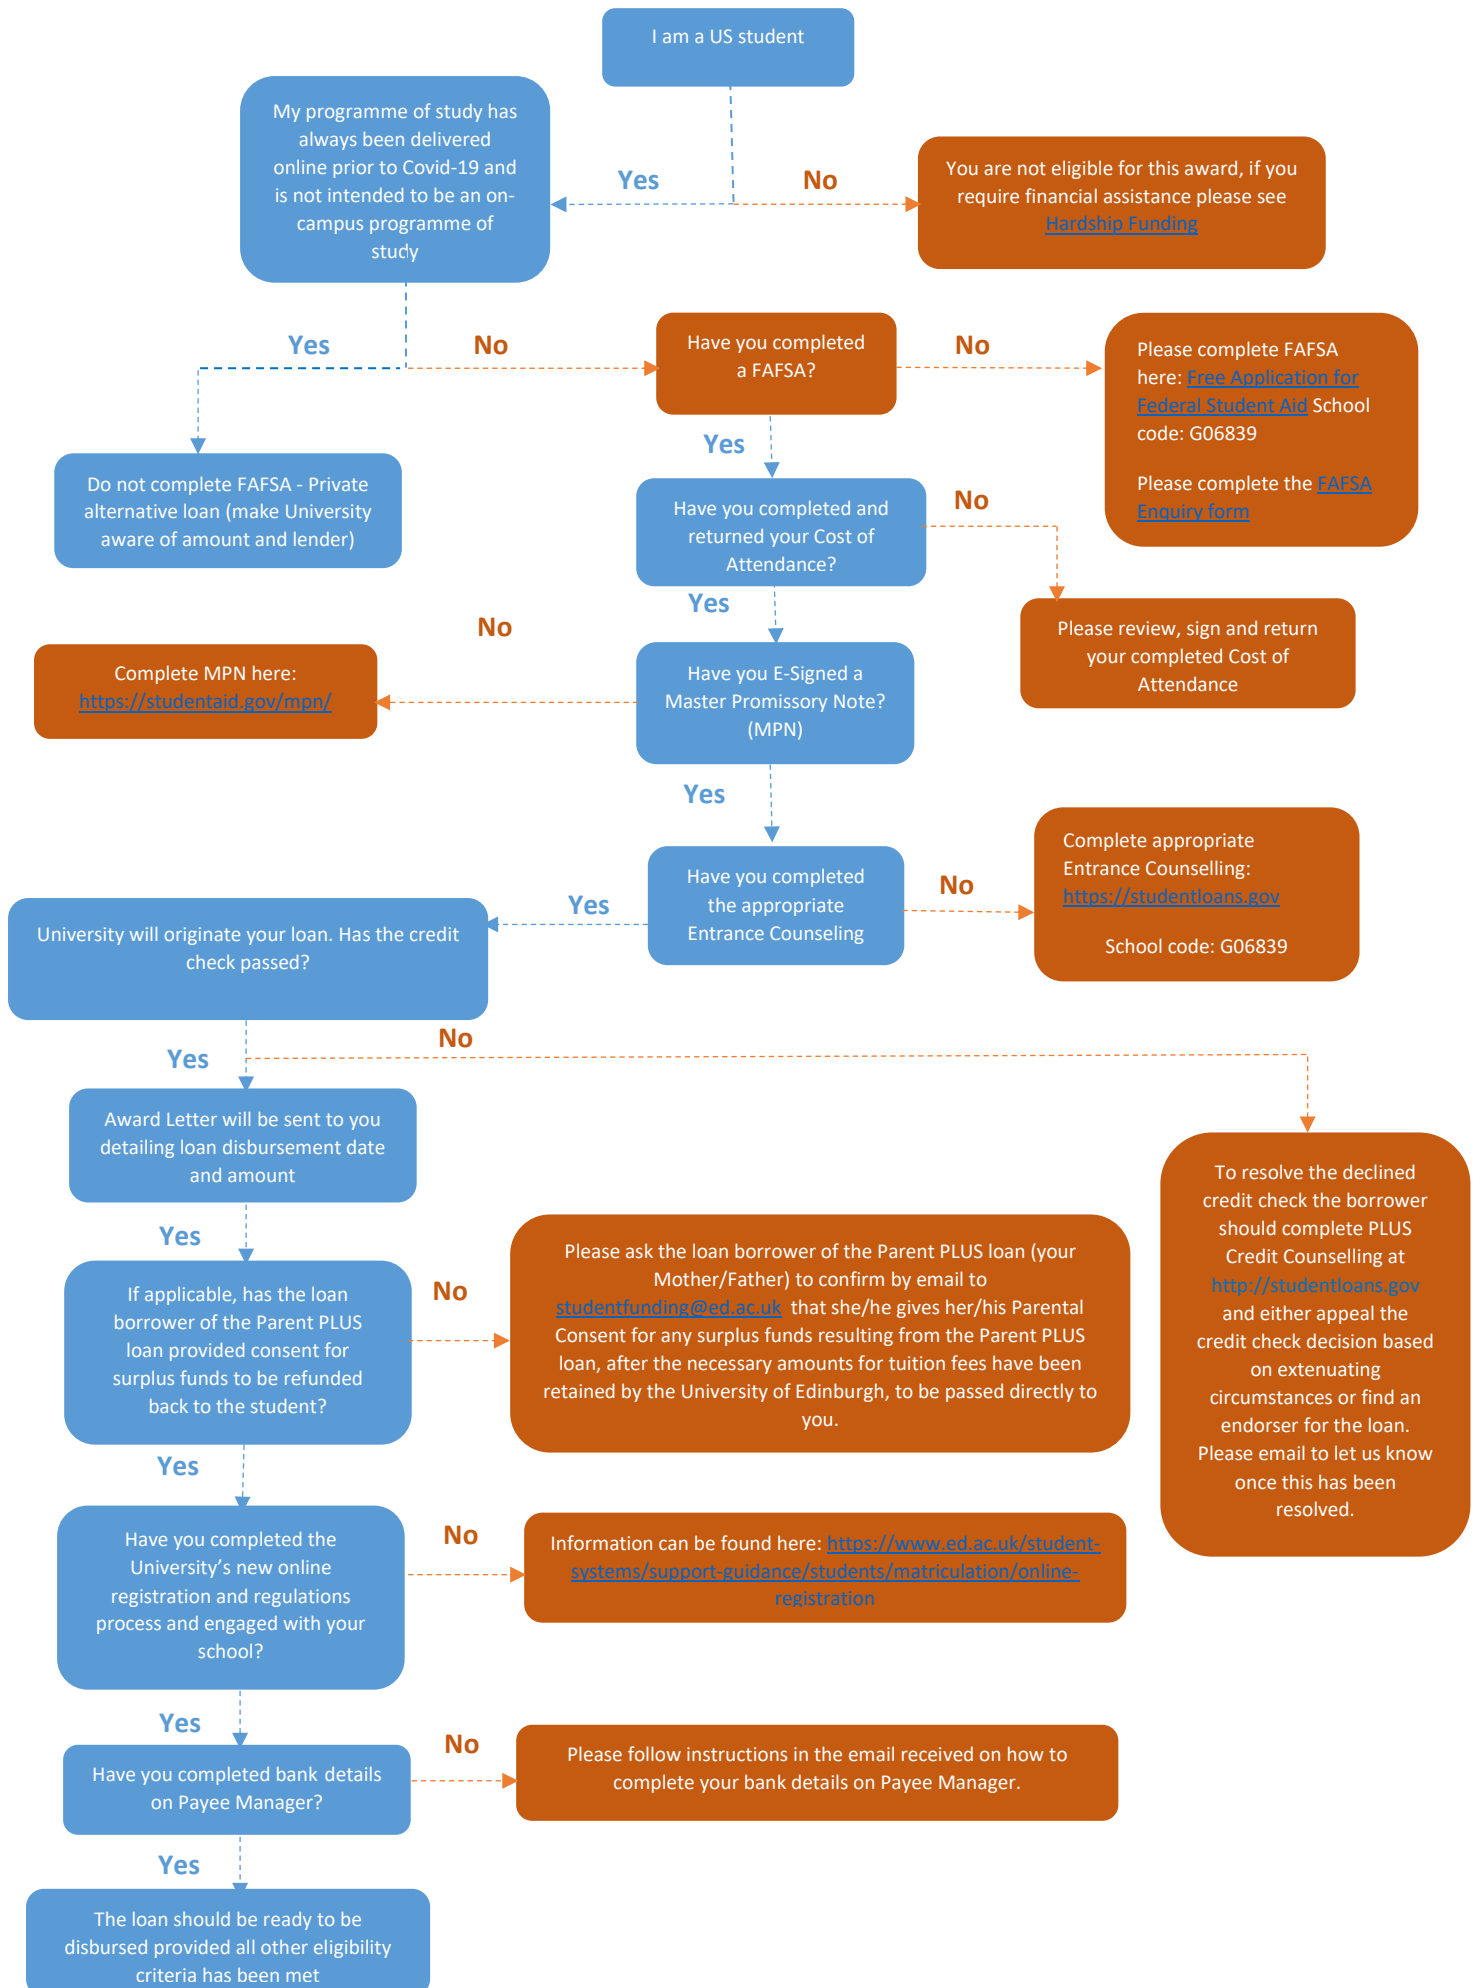 I am a US student
My programme of study has
always been delivered
online prior to Covid-19 and
is not intended to be an on-
campus programme of
study
Yes
No
You are not eligible for this award, if you
require financial assistance please see
Hardship Funding
Yes
No
Have you completed
a FAFSA?
No
Please complete FAFSA
here: Free Application for
Federal Student Aid School
code: G06839
Please complete the FAFSA
Enquiry form
Yes
Do not complete FAFSA - Private
alternative loan (make University
aware of amount and lender)
Have you completed and
returned your Cost of
Attendance?
No
Please review, sign and return
your completed Cost of
Attendance
Yes
No
Complete MPN here:
https://studentaid.gov/mpn/
Have you E-Signed a
Master Promissory Note?
(MPN)
Yes
Have you completed
the appropriate
Entrance Counseling
No
Complete appropriate
Entrance Counselling:
https://studentloans.gov
School code: G06839
Yes
University will originate your loan. Has the credit
check passed?
No
Yes
Award Letter will be sent to you
detailing loan disbursement date
and amount
To resolve the declined
credit check the borrower
should complete PLUS
Credit Counselling at
http://studentloans.gov
and either appeal the
credit check decision based
on extenuating
circumstances or find an
endorser for the loan.
Please email to let us know
once this has been
resolved.
Yes
If applicable, has the loan
borrower of the Parent PLUS
loan provided consent for
surplus funds to be refunded
back to the student?
No
Please ask the loan borrower of the Parent PLUS loan (your
Mother/Father) to confirm by email to
studentfunding@ed.ac.uk that she/he gives her/his Parental
Consent for any surplus funds resulting from the Parent PLUS
loan, after the necessary amounts for tuition fees have been
retained by the University of Edinburgh, to be passed directly to
you.
Yes
Have you completed the
University's new online
registration and regulations
process and engaged with your
school?
No
Information can be found here: https://www.ed.ac.uk/student-
systems/support-guidance/students/matriculation/online-
registration
Yes
Have you completed bank details
on Payee Manager?
No
Please follow instructions in the email received on how to
complete your bank details on Payee Manager.
Yes
The loan should be ready to be
disbursed provided all other eligibility
criteria has been met